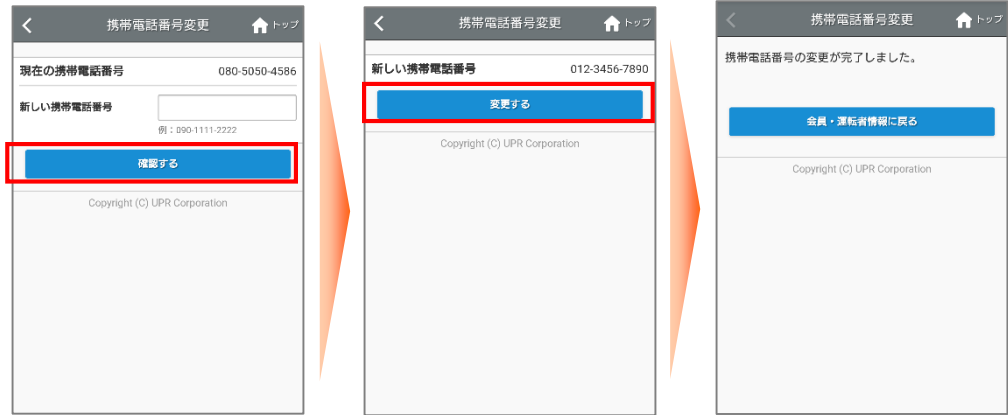 携帯電話番号変更 トップ
現在の携帯電話番号 080-5050-4586
新しい携帯電話番号
例：090-1111-2222
確認する
Copyright (C) UPR Corporation
携帯電話番号変更 トップ
新しい携帯電話番号 012-3456-7890
変更する
Copyright (C) UPR Corporation
携帯電話番号変更 トップ
携帯電話番号の変更が完了しました。
会員・運転者情報に戻る
Copyright (C) UPR Corporation